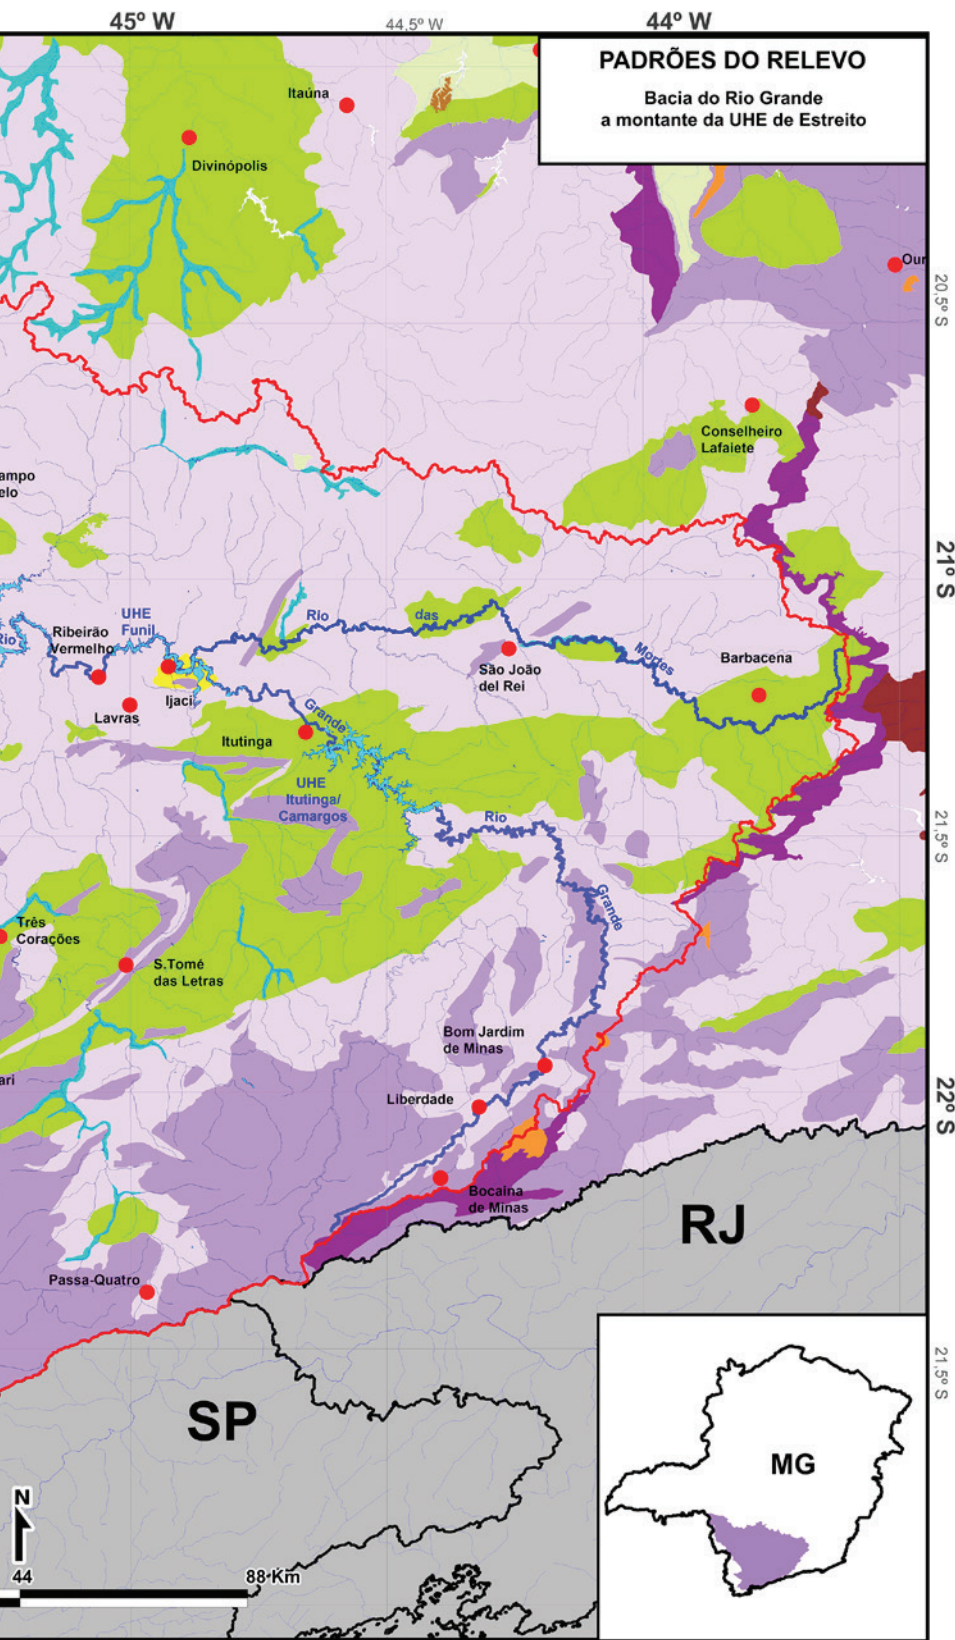 45º W
44,5º W
44º W
PADRÕES DO RELEVO
Bacia do Rio Grande
a montante da UHE de Estreito
Itaúna
Divinópolis
Our
20,5º S
Conselheiro
Lafaiete
ampo
elo
21º S
UHE
Funil
Rio
das
Mortes
Rio
Ribeirão
Vermelho
Barbacena
São João
del Rei
Ijaci
Lavras
Grande
Itutinga
UHE
Itutinga/
Camargos
Rio
21,5º S
Grande
Três
Corações
S.Tomé
das Letras
Bom Jardim
de Minas
ari
Liberdade
22º S
Bocaina
de Minas
RJ
Passa-Quatro
21,5º S
SP
MG
N
44
88 Km